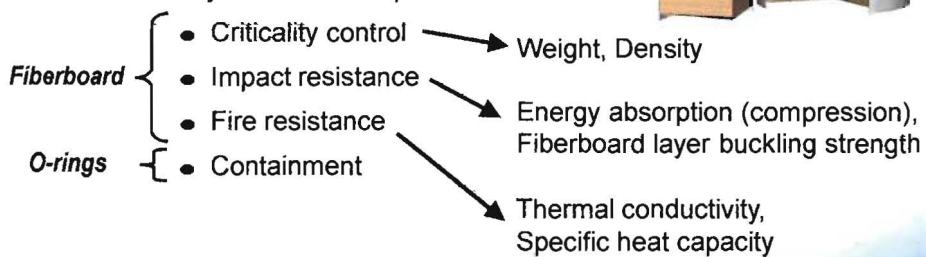 Fiberboard
• Criticality control
• Impact resistance
• Fire resistance
O-rings
• Containment
Weight, Density
Energy absorption (compression),
Fiberboard layer buckling strength
Thermal conductivity,
Specific heat capacity